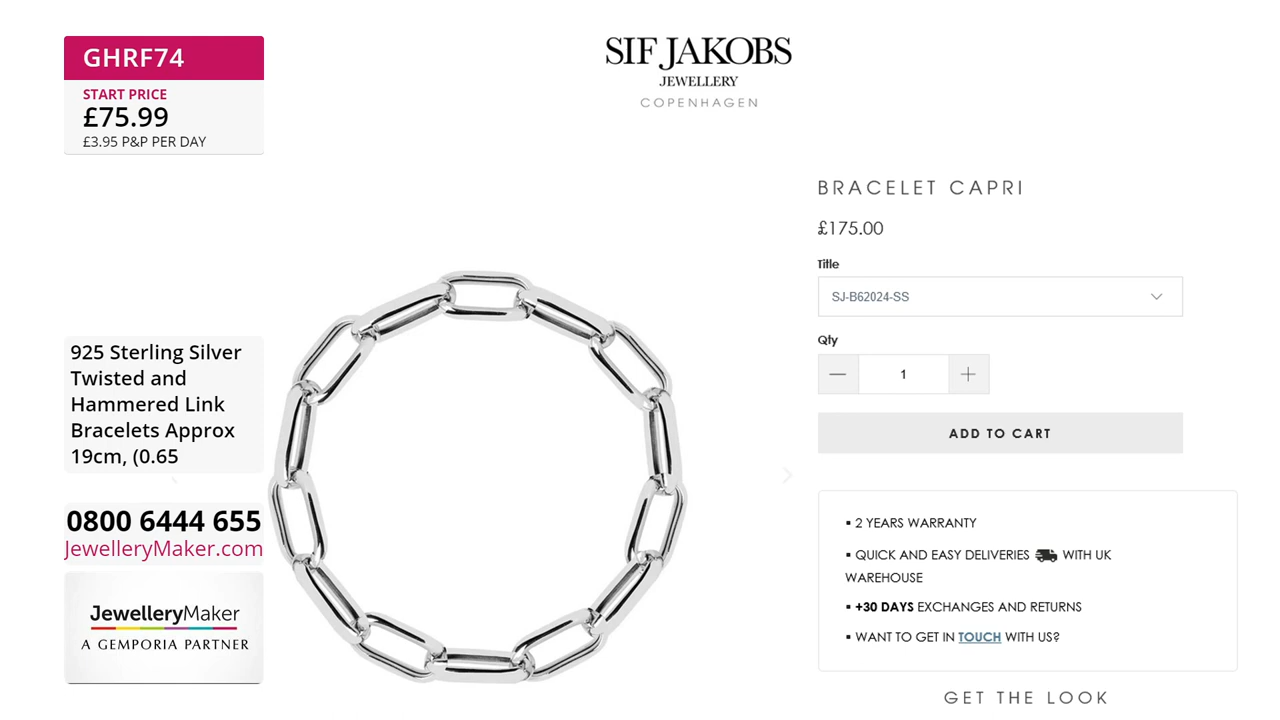 GHRF74
START PRICE
£75.99
£3.95 P&P PER DAY
925 Sterling Silver
Twisted and
Hammered Link
Bracelets Approx
19cm, (0.65
0800 6444 655
JewelleryMaker.com
JewelleryMaker
A GEMPORIA PARTNER
SIF JAKOBS
JEWELLERY
COPENHAGEN
BRACELET CAPRI
£175.00
Title
SJ-B62024-SS
Qty
1
ADD TO CART
▪ 2 YEARS WARRANTY
▪ QUICK AND EASY DELIVERIES WITH UK
WAREHOUSE
▪ +30 DAYS EXCHANGES AND RETURNS
▪ WANT TO GET IN TOUCH WITH US?
GET THE LOOK